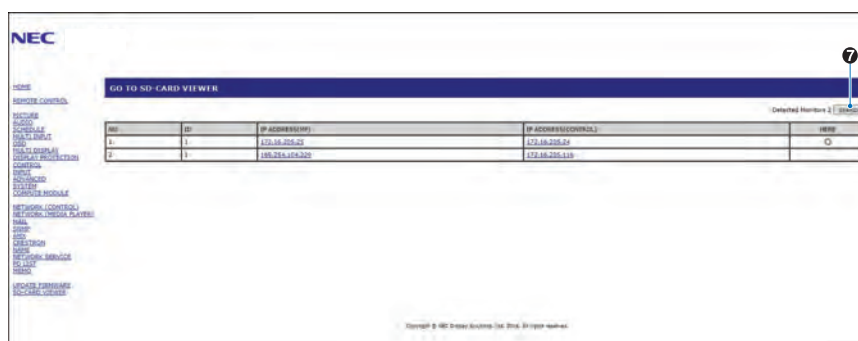 NEC
❼
HOME
REMOTE CONTROL
PICTURE
AUDIO
SCHEDULE
MULTI INPUT
OSD
MULTI DISPLAY
DISPLAY PROTECTION
CONTROL
INPUT
ADVANCED
SYSTEM
COMPUTE MODULE
NETWORK (CONTROL)
NETWORK (MEDIA PLAYER)
MAIL
SNMP
AMX
CRESTRON
NAME
NETWORK SERVICE
PD LIST
MEMO
UPDATE FIRMWARE
SD-CARD VIEWER
GO TO SD-CARD VIEWER
Detected Monitors 2
NO ID IP ADDRESS(MP) IP ADDRESS(CONTROL) HERE
1 1 172.16.205.25 172.16.205.24 O
2 1 172.16.205.116